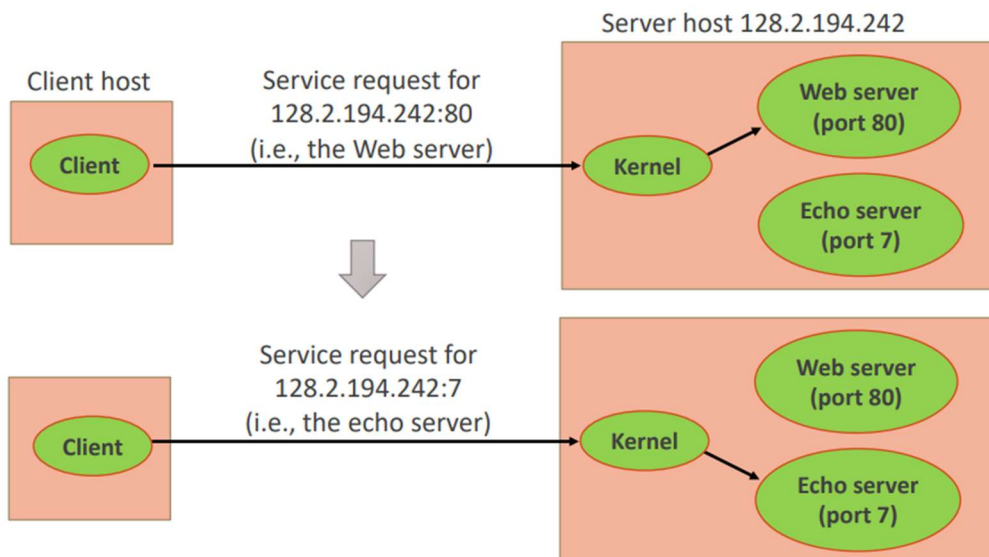 Server host 128.2.194.242
Client host
Service request for
128.2.194.242:80
(i.e., the Web server)
Client
Kernel
Web server
(port 80)
Echo server
(port 7)
Service request for
128.2.194.242:7
(i.e., the echo server)
Client
Kernel
Web server
(port 80)
Echo server
(port 7)